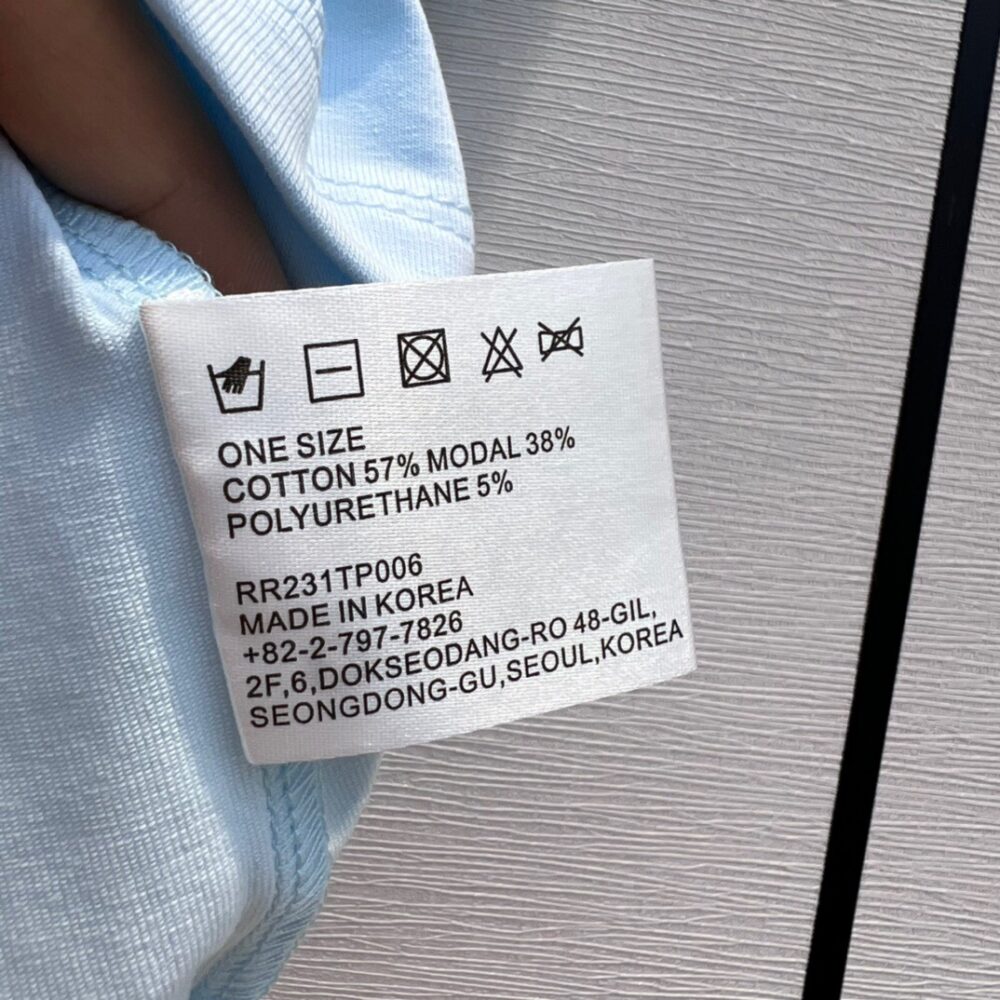 ONE SIZE
COTTON 57% MODAL 38%
POLYURETHANE 5%
RR231TP006
MADE IN KOREA
+82-2-797-7826
2F,6,DOKSEODANG-RO 48-GIL,
SEONGDONG-GU,SEOUL,KOREA